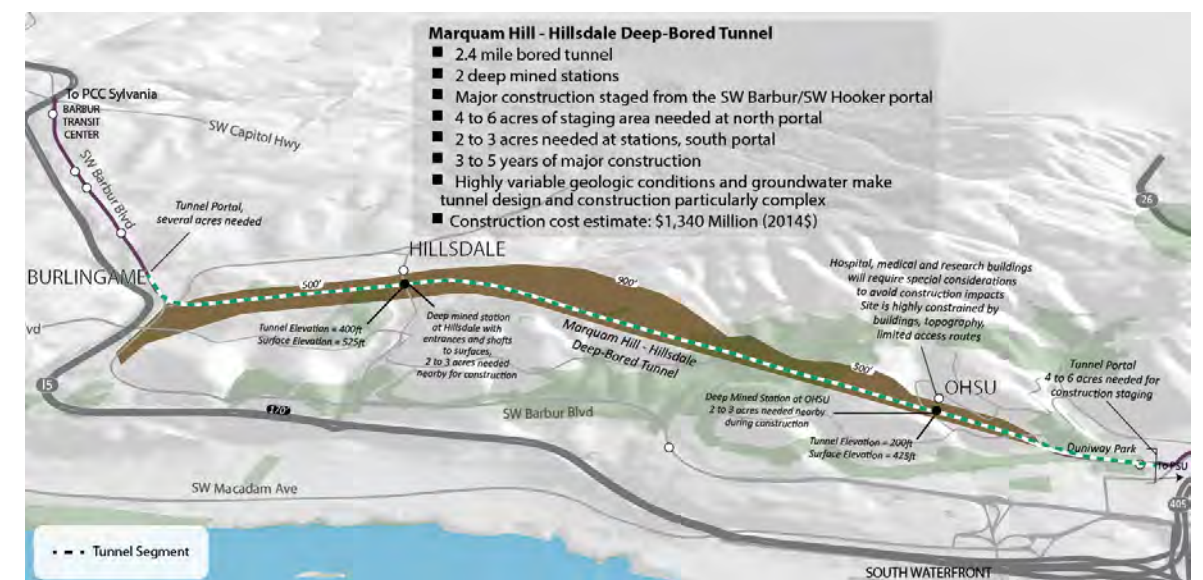 Marquam Hill - Hillsdale Deep-Bored Tunnel
■ 2.4 mile bored tunnel
■ 2 deep mined stations
■ Major construction staged from the SW Barbur/SW Hooker portal
■ 4 to 6 acres of staging area needed at north portal
■ 2 to 3 acres needed at stations, south portal
■ 3 to 5 years of major construction
■ Highly variable geologic conditions and groundwater make
tunnel design and construction particularly complex
■ Construction cost estimate: $1,340 Million (2014$)
To PCC Sylvania
BARBUR
TRANSIT
CENTER
SW Capitol Hwy
SW Barbur Blvd
26
Tunnel Portal,
several acres needed
HILLSDALE
BURLINGAME
500'
900'
Hospital, medical and research buildings
will require special considerations
to avoid construction impacts
Site is highly constrained by
buildings, topography,
limited access routes
vd
Tunnel Elevation = 400ft
Surface Elevation = 525ft
Deep mined station
at Hillsdale with
entrances and shafts
to surfaces,
2 to 3 acres needed
nearby for construction
Marquam Hill - Hillsdale
Deep-Bored Tunnel
500'
OHSU
Tunnel Portal
4 to 6 acres needed for
construction staging
15
170'
SW Barbur Blvd
Deep Mined Station at OHSU
2 to 3 acres needed nearby
during construction
Tunnel Elevation = 200ft
Surface Elevation = 425ft
Duniway Park
To PSU
405
SW Macadam Ave
Tunnel Segment
SOUTH WATERFRONT